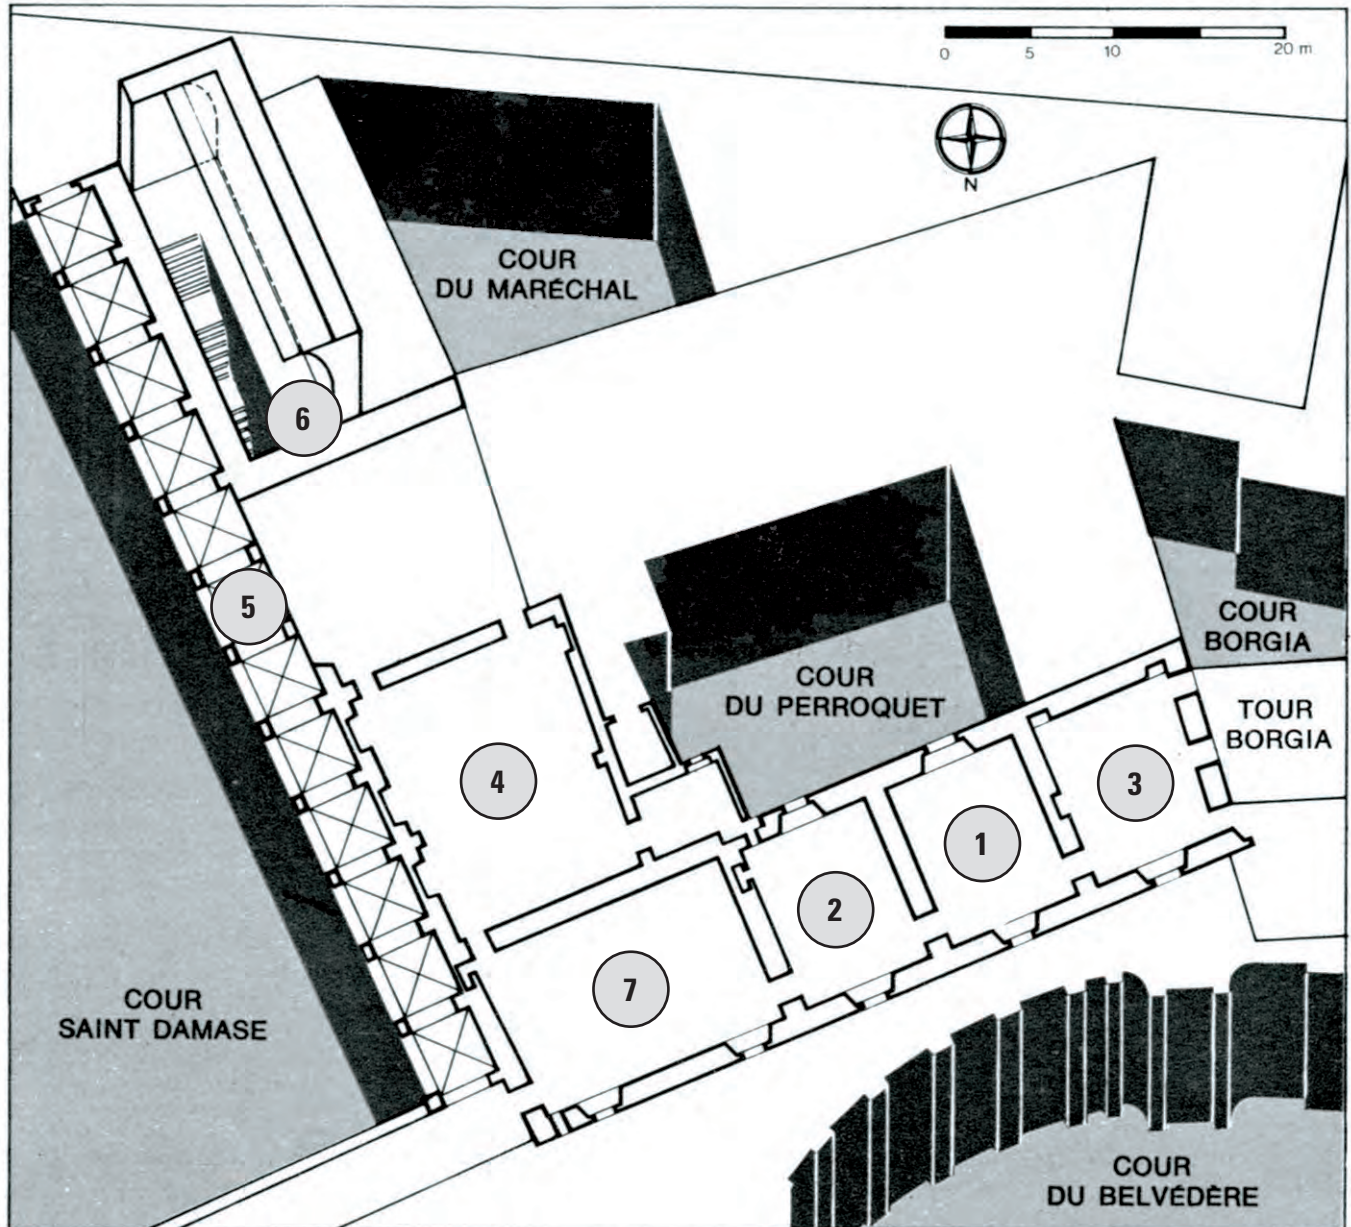 0 5 10 20 m
N
COUR
DU MARÉCHAL
6
5
COUR
BORGIA
COUR
DU PERROQUET
TOUR
BORGIA
4
3
1
2
7
COUR
SAINT DAMASE
COUR
DU BELVÉDÈRE